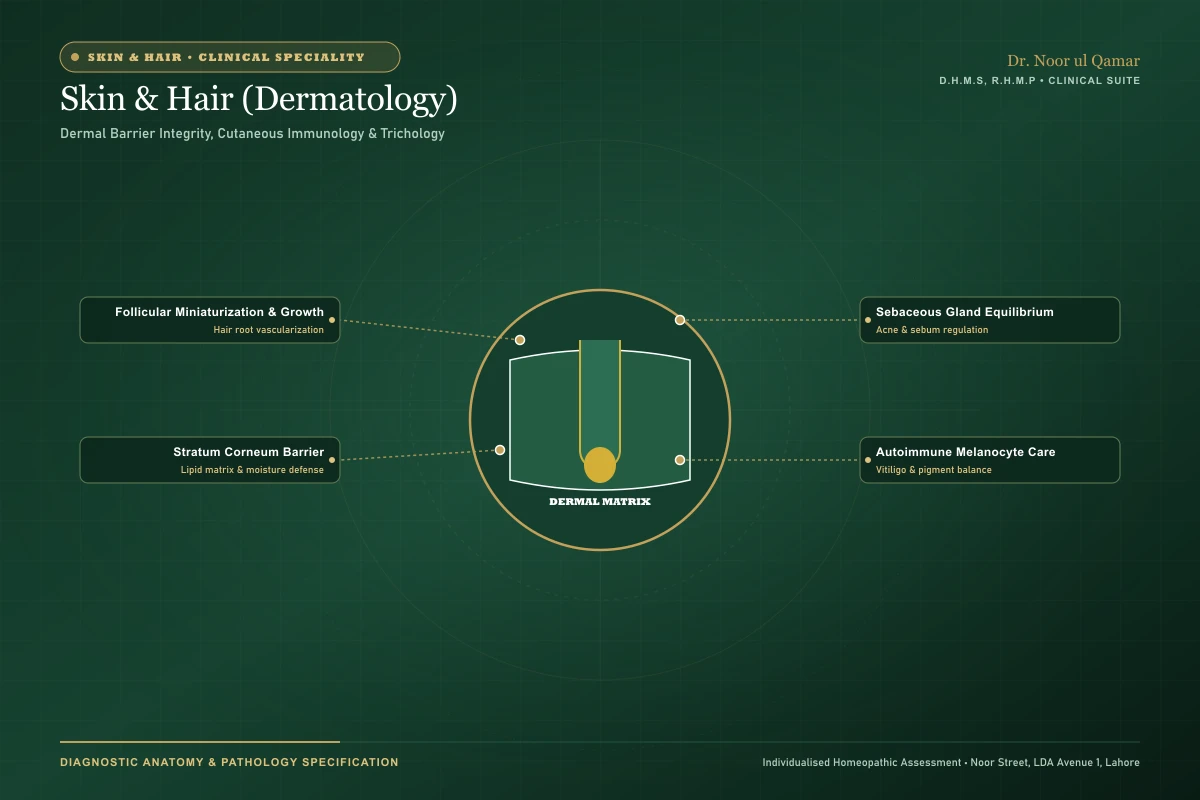 SKIN & HAIR • CLINICAL SPECIALITY
Skin & Hair (Dermatology)
Dermal Barrier Integrity, Cutaneous Immunology & Trichology
Dr. Noor ul Qamar
D.H.M.S, R.H.M.P • CLINICAL SUITE
Follicular Miniaturization & Growth
Hair root vascularization
Sebaceous Gland Equilibrium
Acne & sebum regulation
Stratum Corneum Barrier
Lipid matrix & moisture defense
Autoimmune Melanocyte Care
Vitiligo & pigment balance
DERMAL MATRIX
DIAGNOSTIC ANATOMY & PATHOLOGY SPECIFICATION
Individualised Homeopathic Assessment • Noor Street, LDA Avenue 1, Lahore